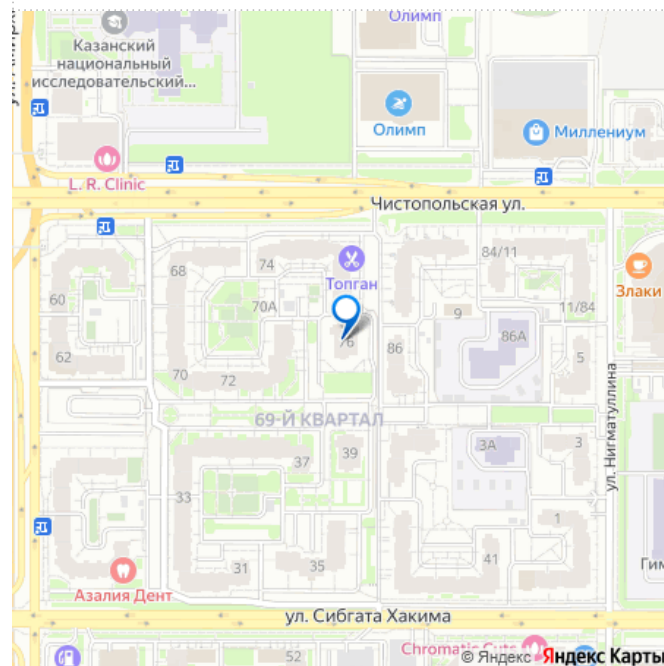 Казанский
национальный
исследовательский...
Олимп
Олимп
Миллениум
L. R. Clinic
Чистопольская ул.
74
Топган
84/11
68
Злаки
60
70А
9
11/84
76
86А
62
86
5
70
72
69-Й КВАРТАЛ
ул. Нигматуллина
37
39
3А
3
33
1
31
35
41
Азалия Дент
Гим
ул. Сибгата Хакима
52
Chromatic Cuts
© Яндекс Яндекс Карты